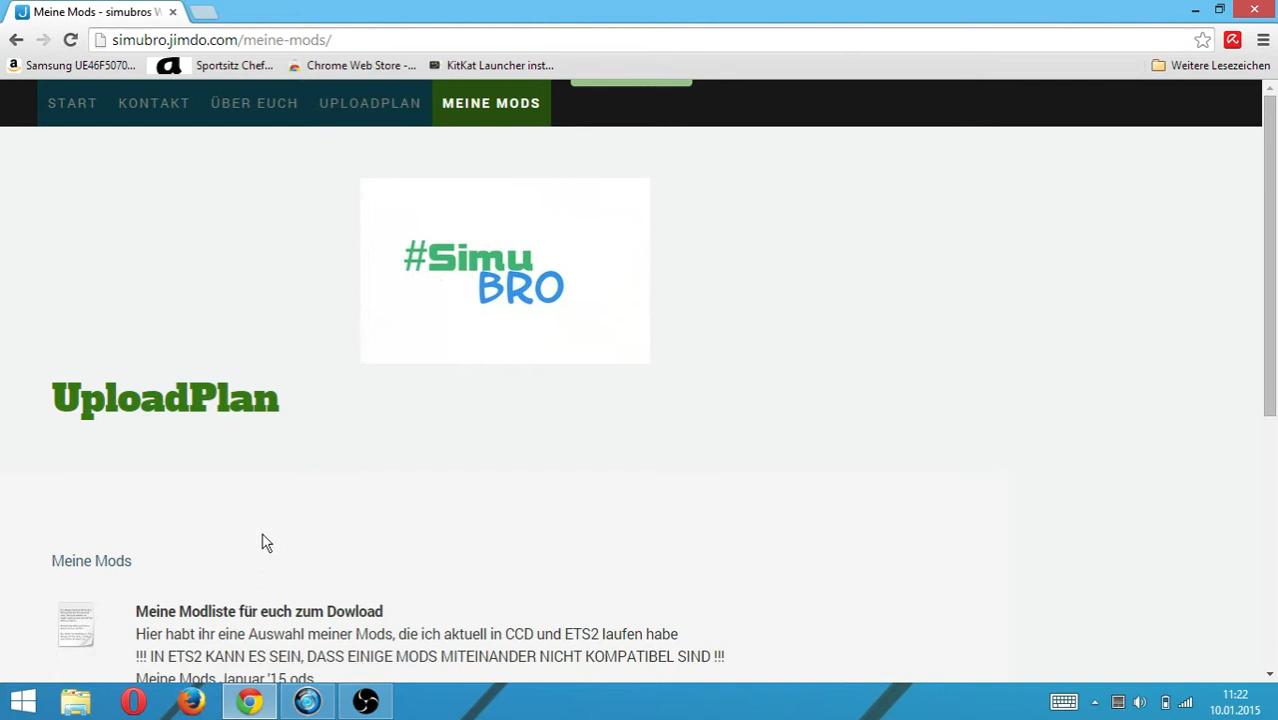 Meine Mods - simubros W
simubro.jimdo.com/meine-mods/
Samsung UE46F5070... Sportsitz Chef... Chrome Web Store -... KitKat Launcher inst... Weitere Lesezeichen
START KONTAKT ÜBER EUCH UPLOADPLAN MEINE MODS
#Simu
BRO
UploadPlan
Meine Mods
Meine Modliste für euch zum Dowload
Hier habt ihr eine Auswahl meiner Mods, die ich aktuell in CCD und ETS2 laufen habe
!!! IN ETS2 KANN ES SEIN, DASS EINIGE MODS MITEINANDER NICHT KOMPATIBEL SIND !!!
Meine Mods Januar '15.ods
11:22
10.01.2015